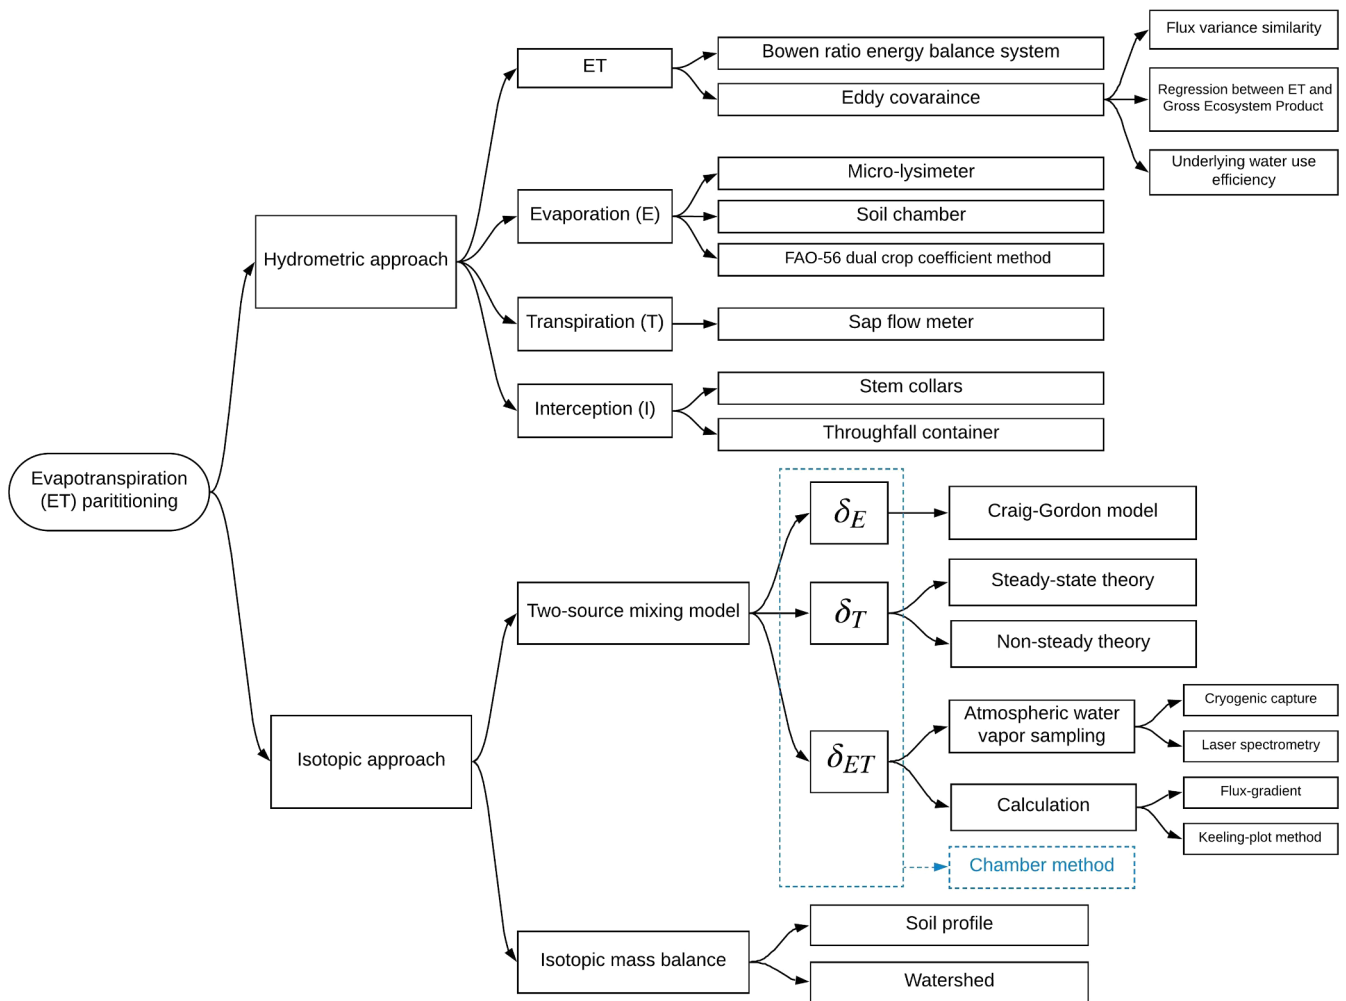 ET
Bowen ratio energy balance system
Eddy covaraince
Flux variance similarity
Regression between ET and
Gross Ecosystem Product
Underlying water use
efficiency
Hydrometric approach
Evaporation (E)
Micro-lysimeter
Soil chamber
FAO-56 dual crop coefficient method
Transpiration (T)
Sap flow meter
Interception (I)
Stem collars
Throughfall container
Evapotranspiration
(ET) parititioning
δE
Craig-Gordon model
Two-source mixing model
δT
Steady-state theory
Non-steady theory
Isotopic approach
δET
Atmospheric water
vapor sampling
Cryogenic capture
Laser spectrometry
Calculation
Flux-gradient
Keeling-plot method
Chamber method
Isotopic mass balance
Soil profile
Watershed